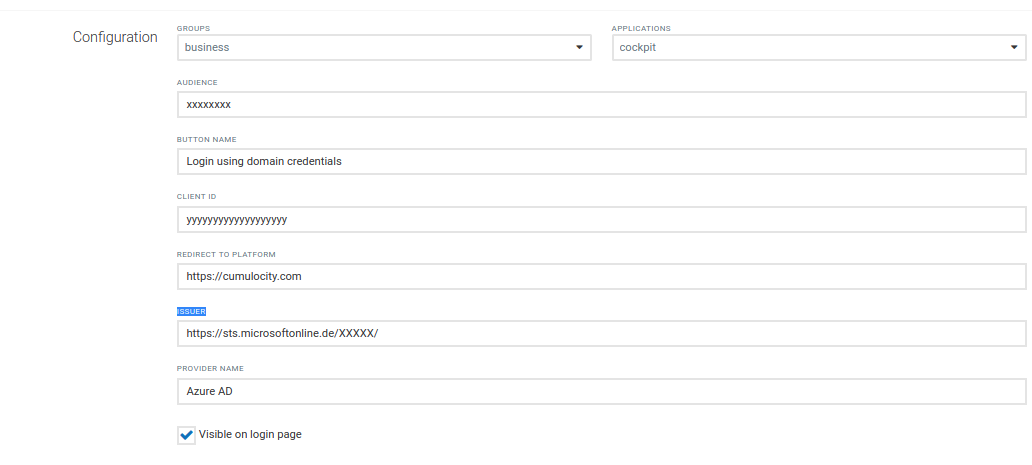 Configuration
GROUPS
business
APPLICATIONS
cockpit
AUDIENCE
xxxxxxxx
BUTTON NAME
Login using domain credentials
CLIENT ID
yyyyyyyyyyyyyyyyyyy
REDIRECT TO PLATFORM
https://cumulocity.com
ISSUER
https://sts.microsoftonline.de/XXXXX/
PROVIDER NAME
Azure AD
Visible on login page